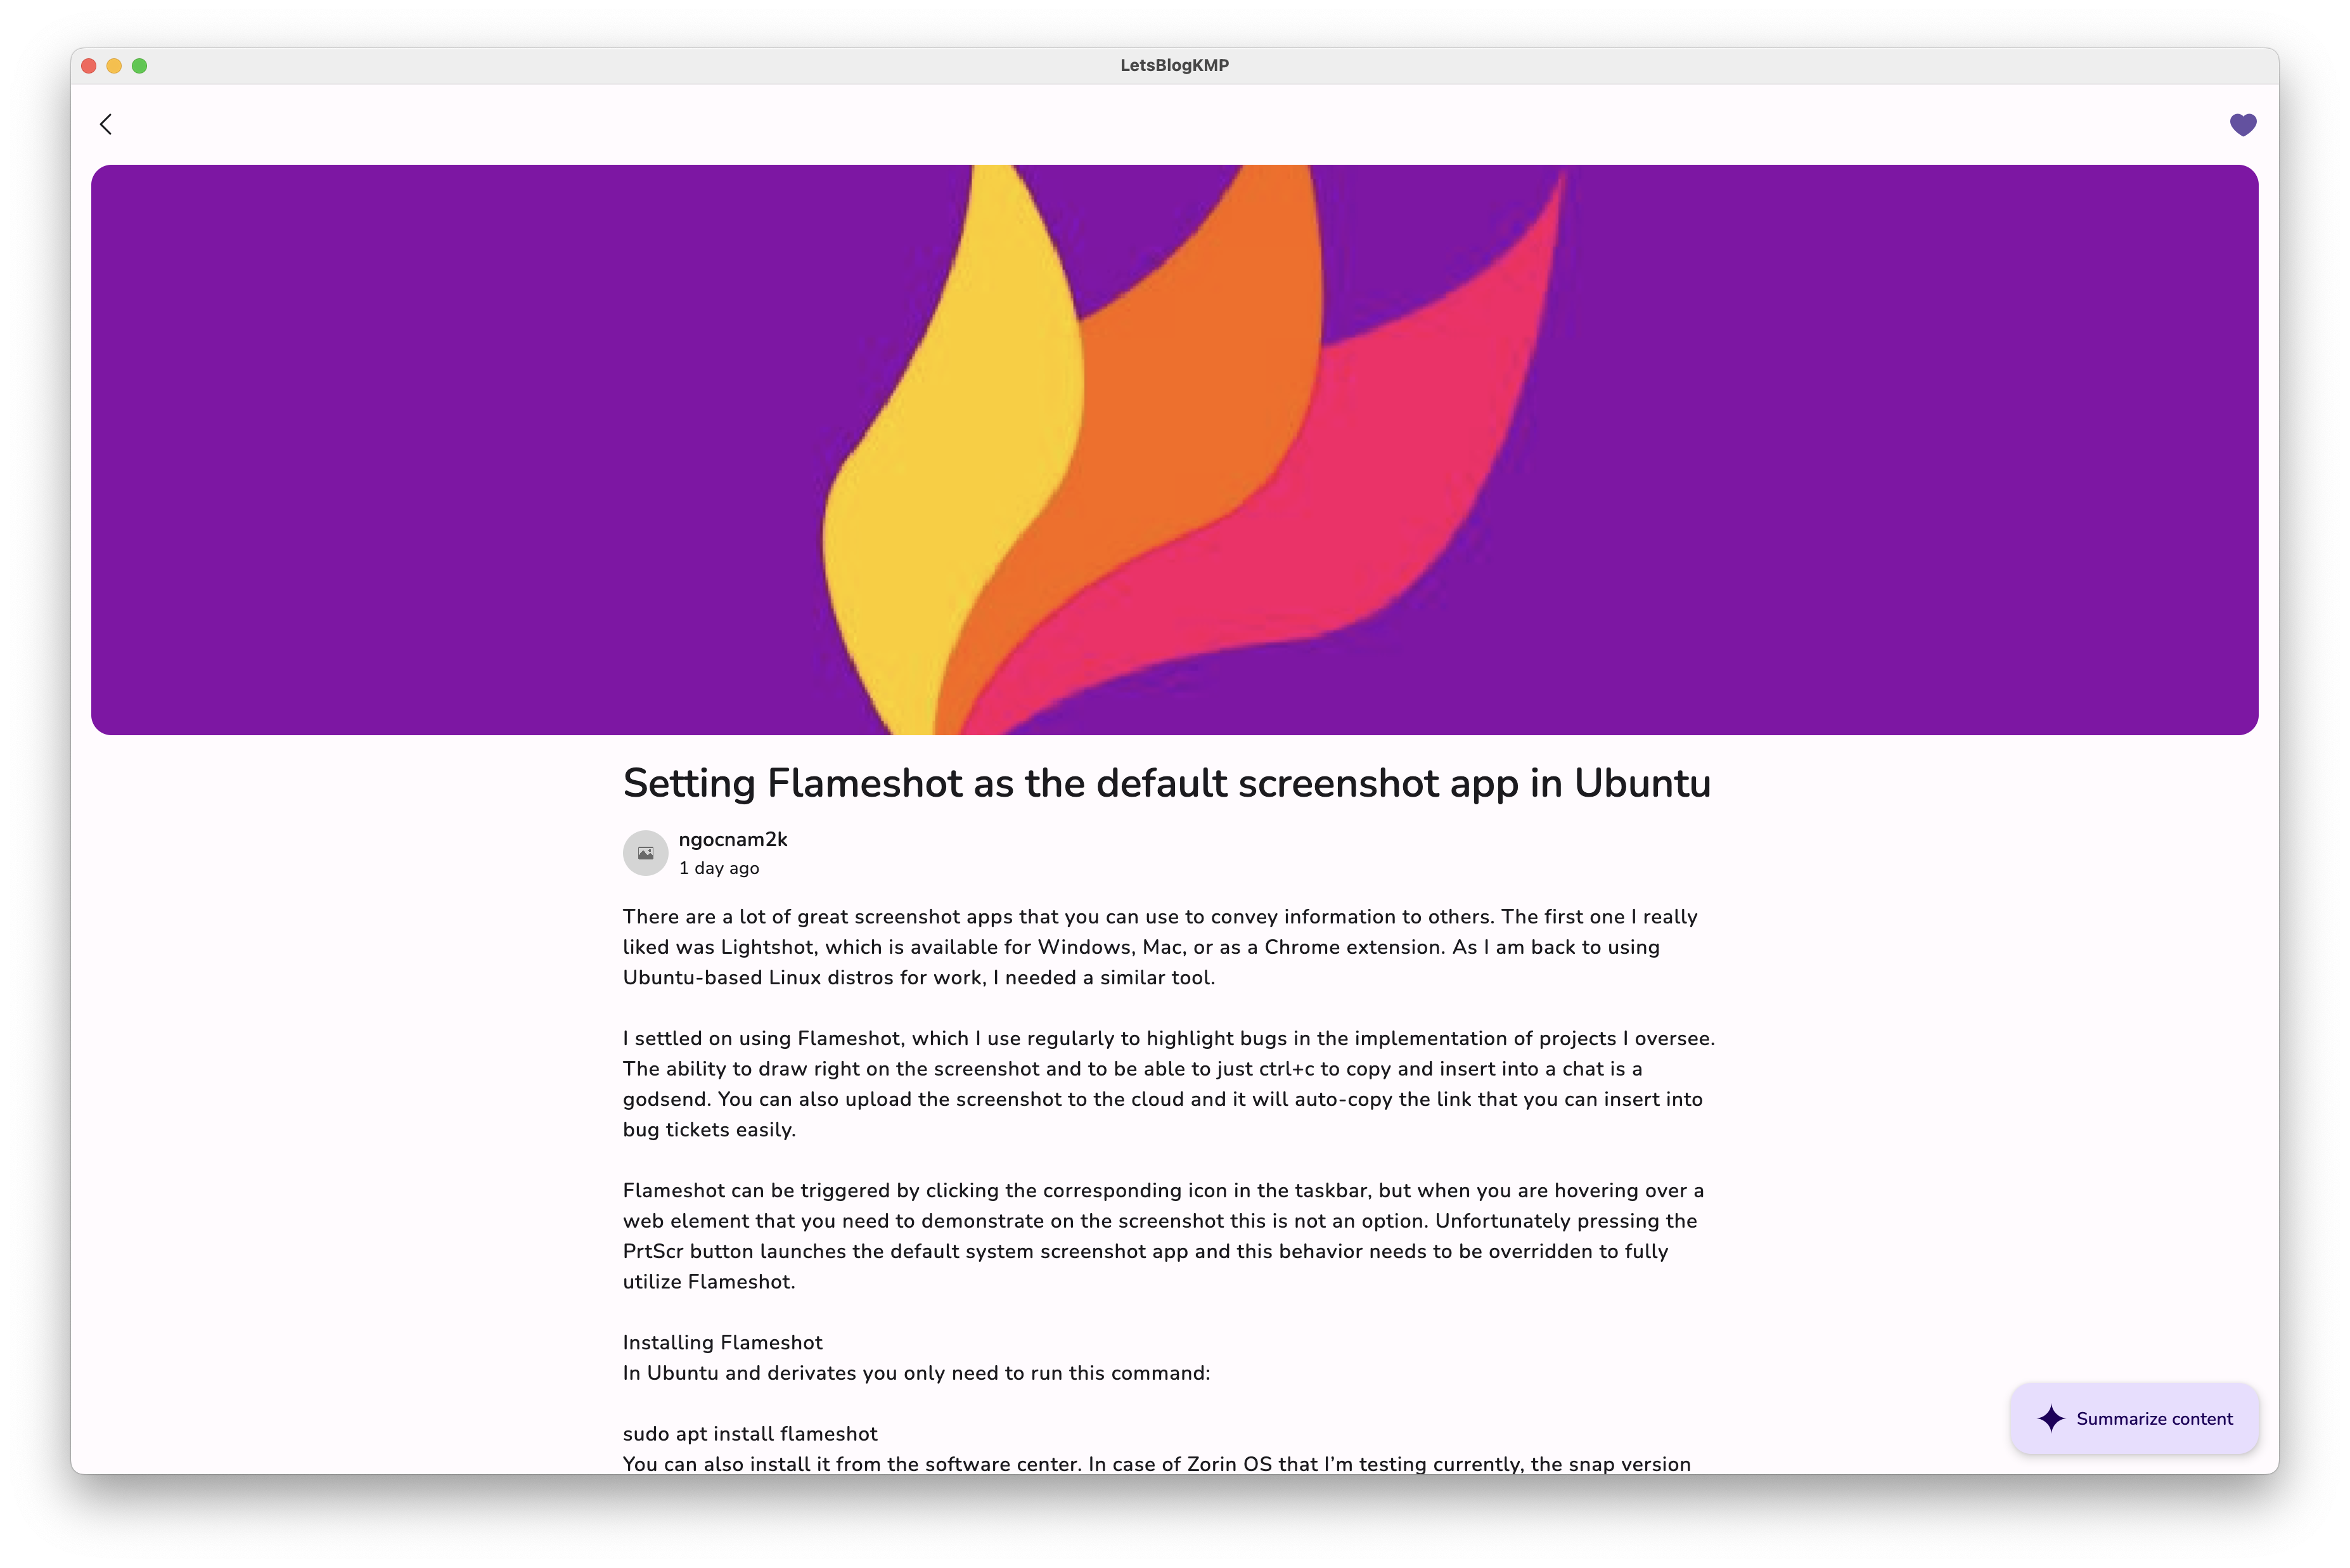 LetsBlogKMP
Setting Flameshot as the default screenshot app in Ubuntu
ngocnam2k
1 day ago
There are a lot of great screenshot apps that you can use to convey information to others. The first one I really
liked was Lightshot, which is available for Windows, Mac, or as a Chrome extension. As I am back to using
Ubuntu-based Linux distros for work, I needed a similar tool.
I settled on using Flameshot, which I use regularly to highlight bugs in the implementation of projects I oversee.
The ability to draw right on the screenshot and to be able to just ctrl+c to copy and insert into a chat is a
godsend. You can also upload the screenshot to the cloud and it will auto-copy the link that you can insert into
bug tickets easily.
Flameshot can be triggered by clicking the corresponding icon in the taskbar, but when you are hovering over a
web element that you need to demonstrate on the screenshot this is not an option. Unfortunately pressing the
PrtScr button launches the default system screenshot app and this behavior needs to be overridden to fully
utilize Flameshot.
Installing Flameshot
In Ubuntu and derivates you only need to run this command:
sudo apt install flameshot
You can also install it from the software center. In case of Zorin OS that I’m testing currently, the snap version
Summarize content